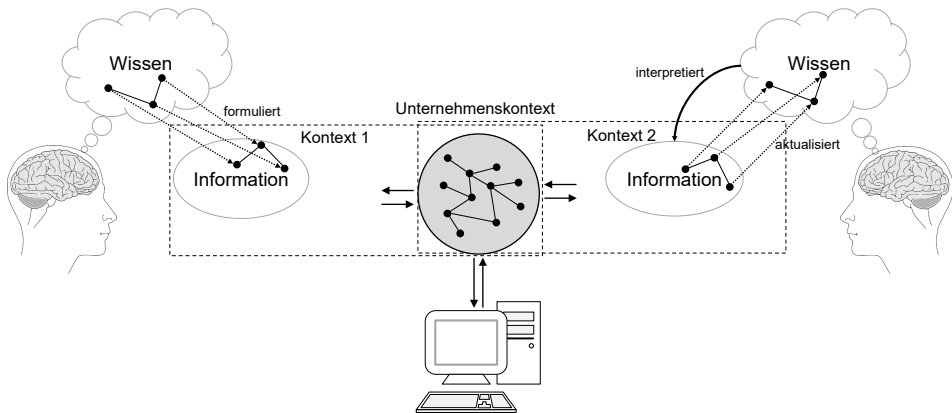 Wissen
formuliert
Kontext 1
Information
Unternehmenskontext
interpretiert
Wissen
Kontext 2
aktualisiert
Information